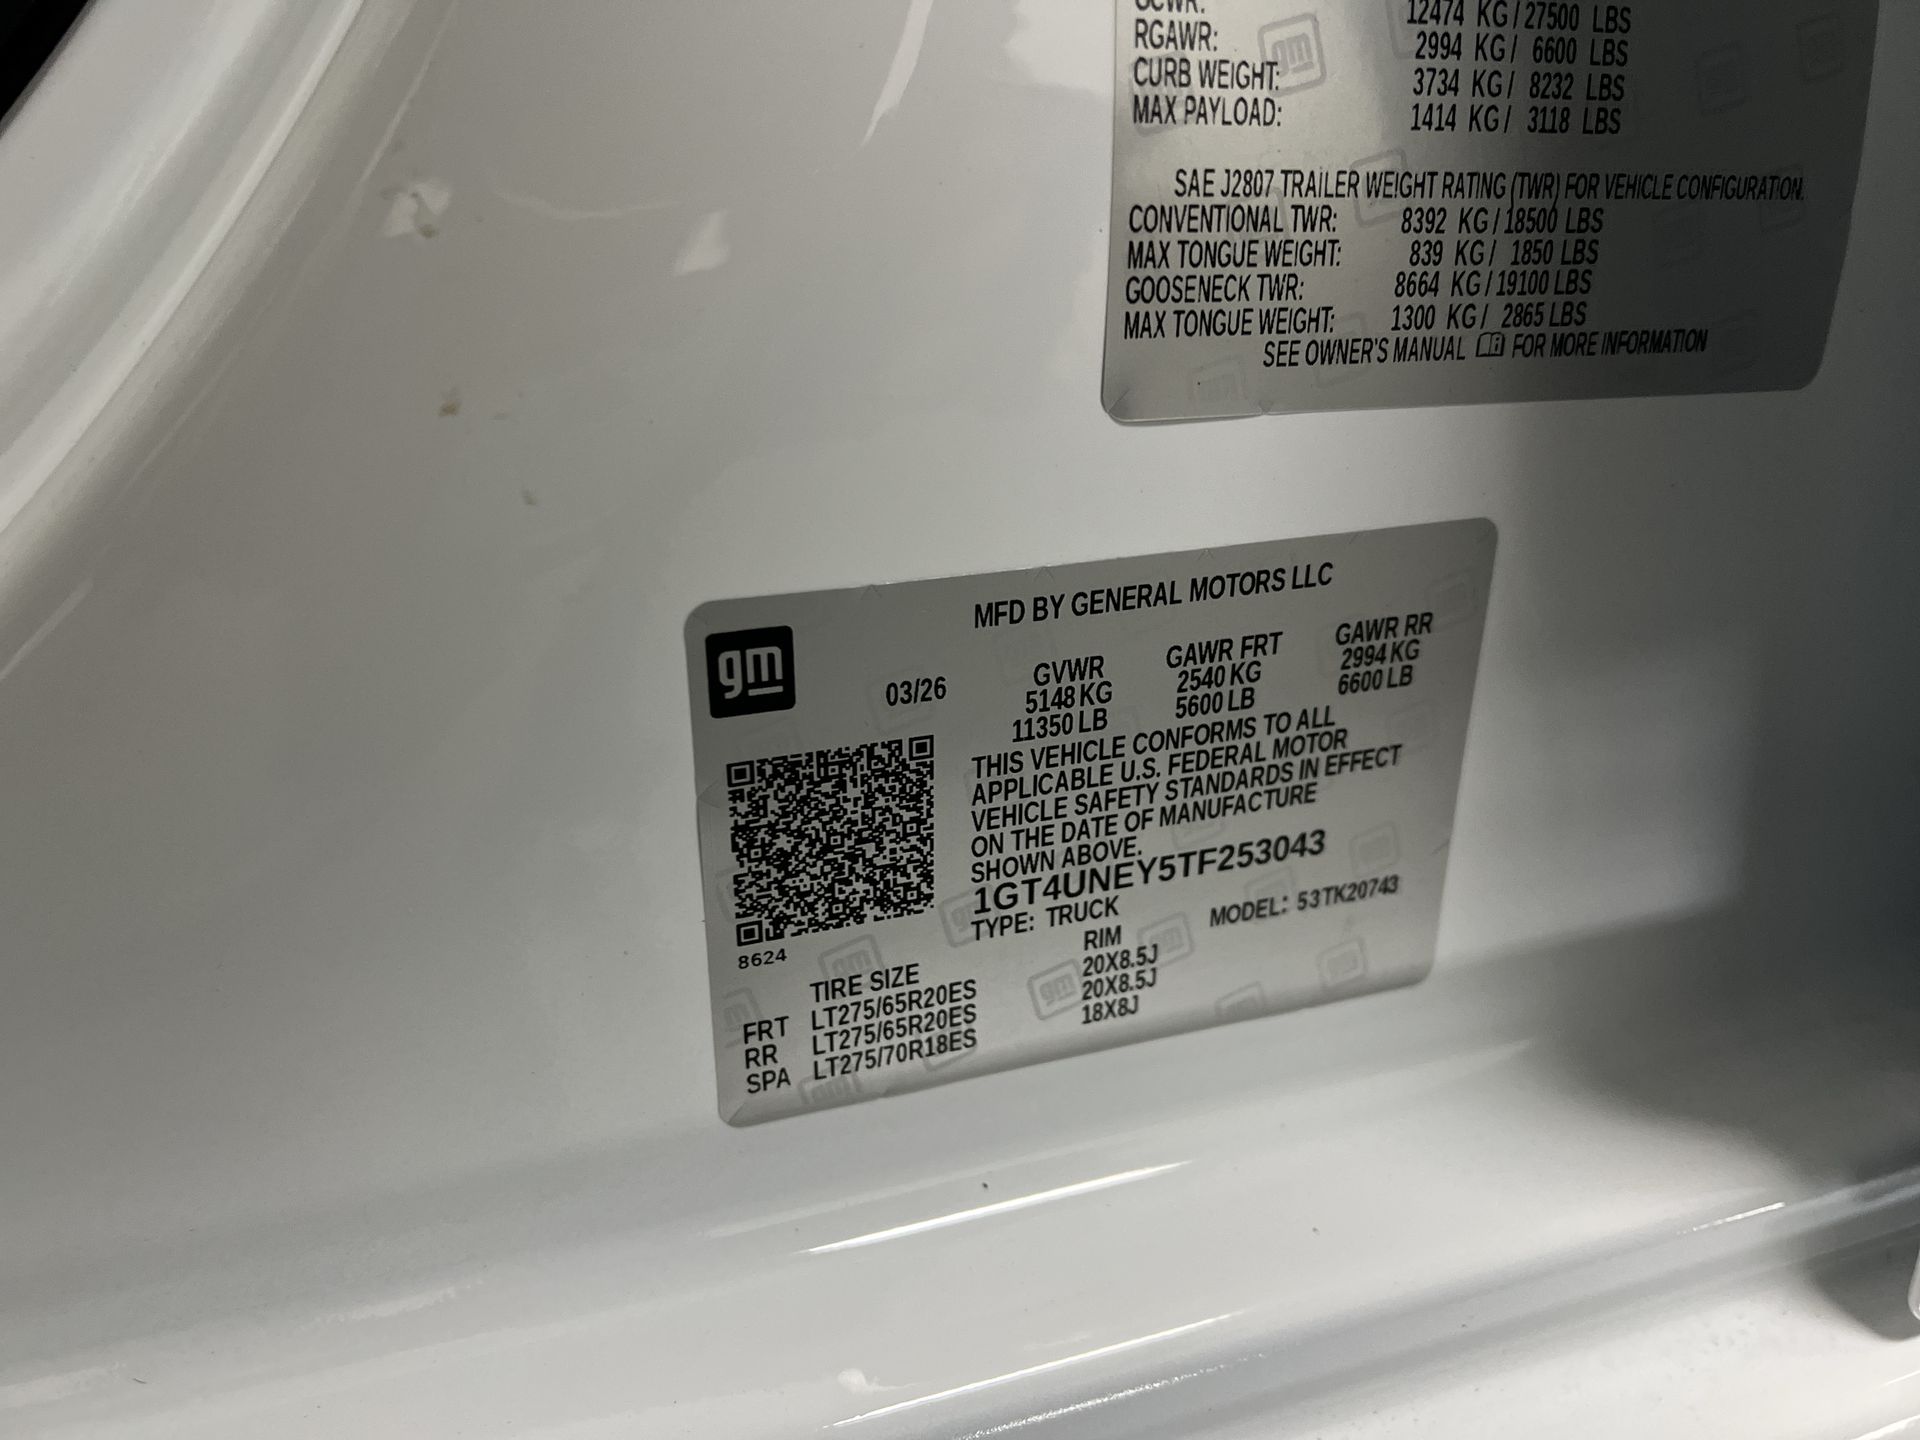 GCWR: 12474 KG / 27500 LBS
RGAWR: 2994 KG / 6600 LBS
CURB WEIGHT: 3734 KG / 8232 LBS
MAX PAYLOAD: 1414 KG / 3118 LBS
SAE J2807 TRAILER WEIGHT RATING (TWR) FOR VEHICLE CONFIGURATION.
CONVENTIONAL TWR: 8392 KG / 18500 LBS
MAX TONGUE WEIGHT: 839 KG / 1850 LBS
GOOSENECK TWR: 8664 KG / 19100 LBS
MAX TONGUE WEIGHT: 1300 KG / 2865 LBS
SEE OWNER'S MANUAL FOR MORE INFORMATION
gm
MFD BY GENERAL MOTORS LLC
03/26 GVWR GAWR FRT GAWR RR
5148 KG 2540 KG 2994 KG
11350 LB 5600 LB 6600 LB
THIS VEHICLE CONFORMS TO ALL
APPLICABLE U.S. FEDERAL MOTOR
VEHICLE SAFETY STANDARDS IN EFFECT
ON THE DATE OF MANUFACTURE
SHOWN ABOVE.
1GT4UNEY5TF253043
TYPE: TRUCK MODEL: 53TK20743
8624
TIRE SIZE RIM
FRT LT275/65R20ES 20X8.5J
RR LT275/65R20ES 20X8.5J
SPA LT275/70R18ES 18X8J